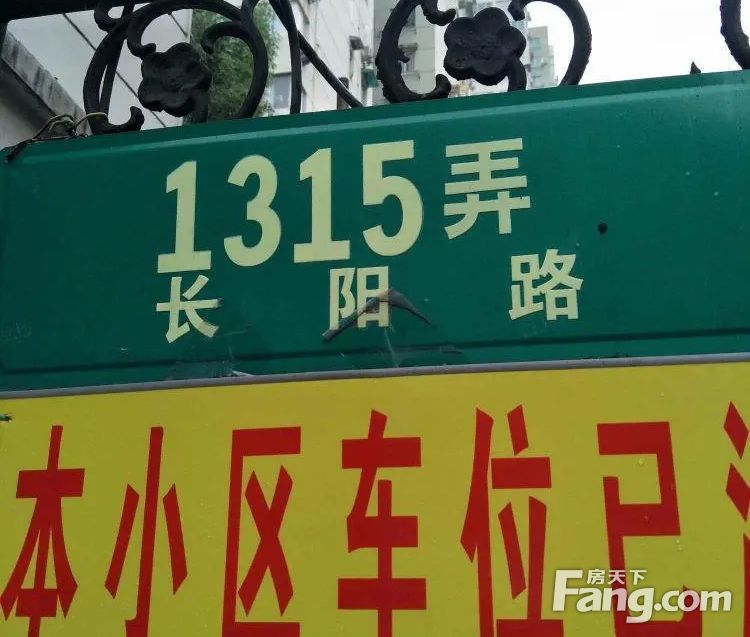 1315弄
长阳路
本小区车位已
房天下
Fang.com